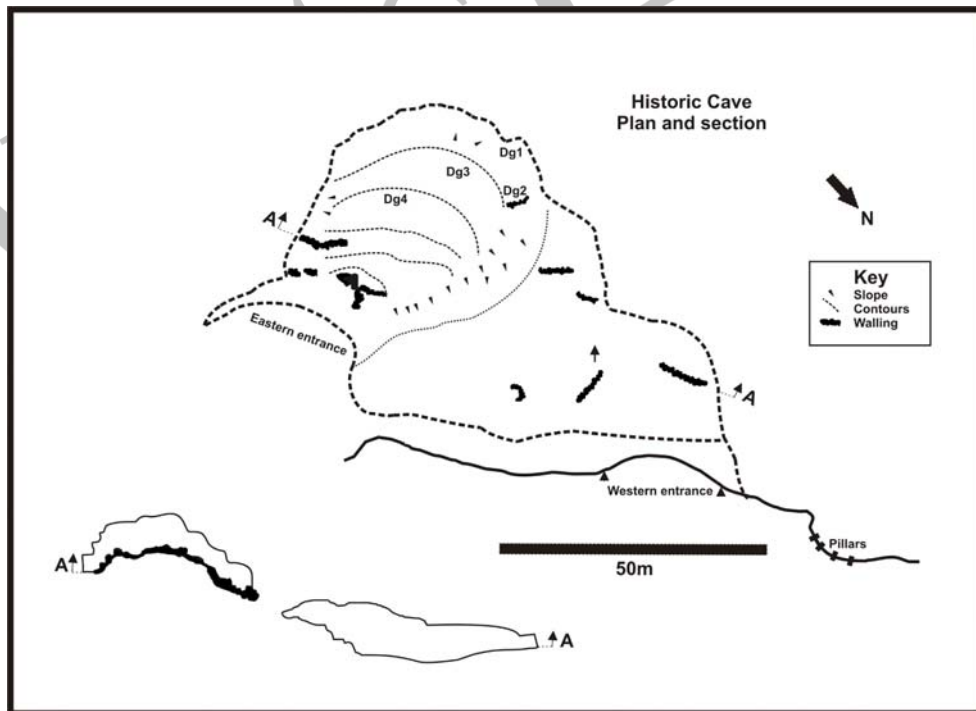 Historic Cave
Plan and section
Dg1
Dg3
Dg2
Dg4
A
N
Key
Slope
Contours
Walling
Eastern entrance
A
Western entrance
Pillars
50m
A
A